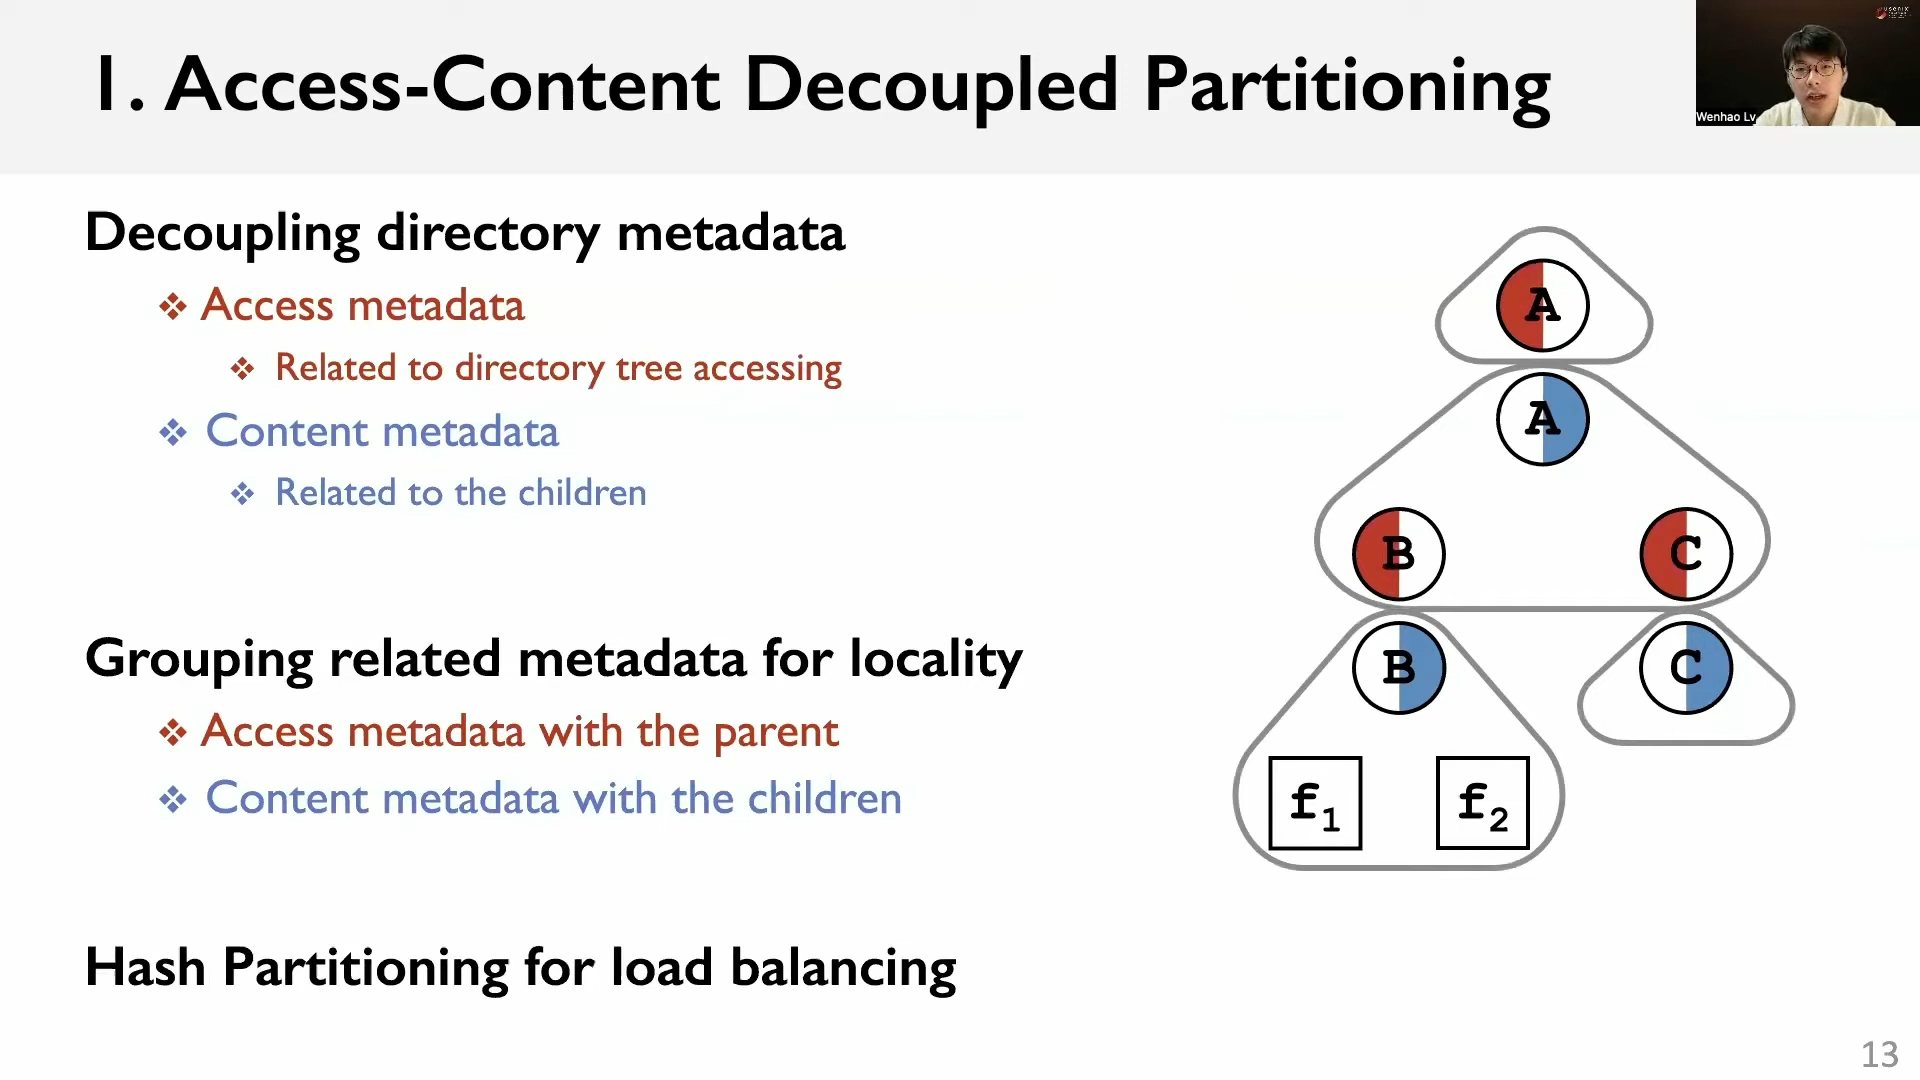 1. Access-Content Decoupled Partitioning
usenix
Wenhao Lv
Decoupling directory metadata
❖ Access metadata
❖ Related to directory tree accessing
❖ Content metadata
❖ Related to the children
Grouping related metadata for locality
❖ Access metadata with the parent
❖ Content metadata with the children
Hash Partitioning for load balancing
A
A
B C
B C
f1 f2
13